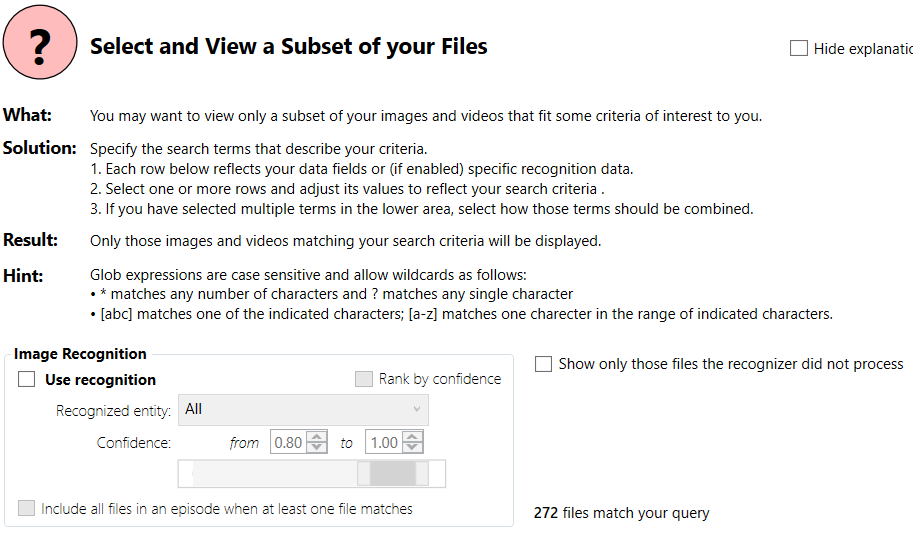 ?
Select and View a Subset of your Files
Hide explanatio
What: You may want to view only a subset of your images and videos that fit some criteria of interest to you.
Solution: Specify the search terms that describe your criteria.
1. Each row below reflects your data fields or (if enabled) specific recognition data.
2. Select one or more rows and adjust its values to reflect your search criteria .
3. If you have selected multiple terms in the lower area, select how those terms should be combined.
Result: Only those images and videos matching your search criteria will be displayed.
Hint: Glob expressions are case sensitive and allow wildcards as follows:
• * matches any number of characters and ? matches any single character
• [abc] matches one of the indicated characters; [a-z] matches one charecter in the range of indicated characters.
Image Recognition
Use recognition
Rank by confidence
Recognized entity: All
Confidence: from 0.80 to 1.00
Include all files in an episode when at least one file matches
Show only those files the recognizer did not process
272 files match your query